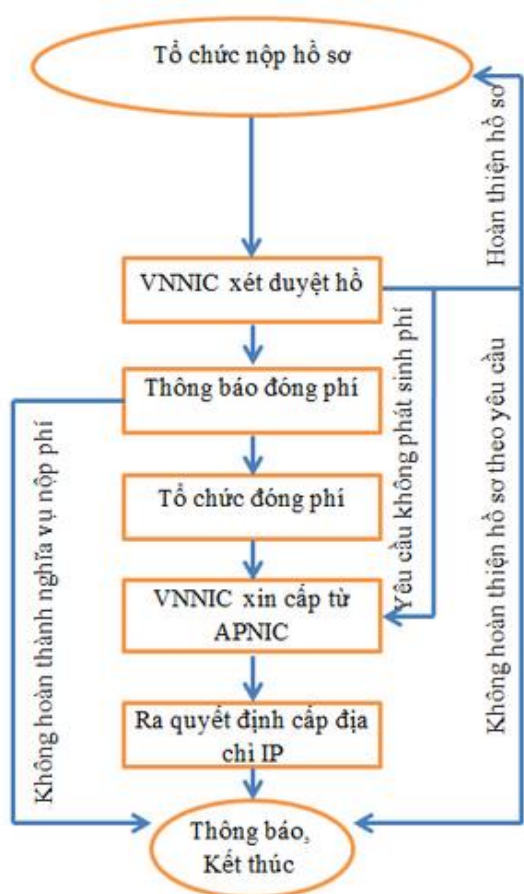 Tổ chức nộp hồ sơ
Hoàn thiện hồ sơ
VNNIC xét duyệt hồ
Thông báo đóng phí
Yêu cầu không phát sinh phí
Không hoàn thiện hồ sơ theo yêu cầu
Không hoàn thành nghĩa vụ nộp phí
Tổ chức đóng phí
VNNIC xin cấp từ
APNIC
Ra quyết định cấp địa
chỉ IP
Thông báo,
Kết thúc